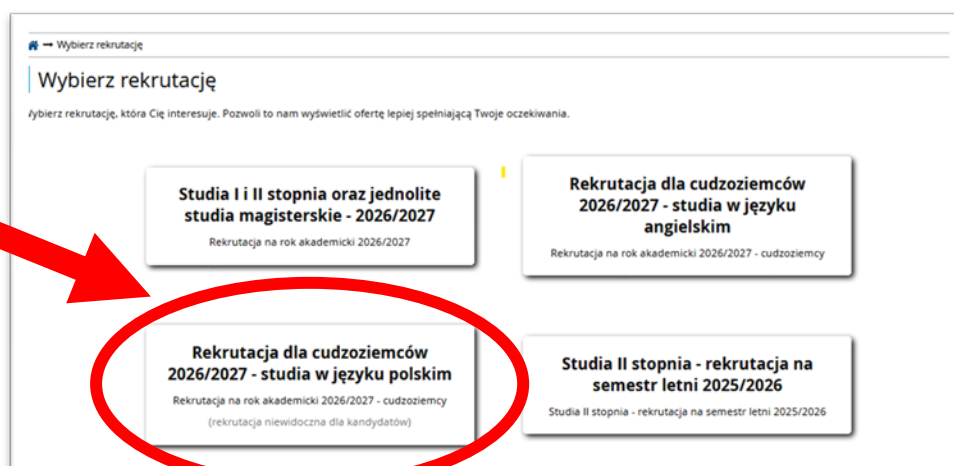 → Wybierz rekrutację
Wybierz rekrutację
Wybierz rekrutację, która Cię interesuje. Pozwoli to nam wyświetlić ofertę lepiej spełniającą Twoje oczekiwania.
Studia I i II stopnia oraz jednolite
studia magisterskie - 2026/2027
Rekrutacja na rok akademicki 2026/2027
Rekrutacja dla cudzoziemców
2026/2027 - studia w języku
angielskim
Rekrutacja na rok akademicki 2026/2027 - cudzoziemcy
Rekrutacja dla cudzoziemców
2026/2027 - studia w języku polskim
Rekrutacja na rok akademicki 2026/2027 - cudzoziemcy
(rekrutacja niewidoczna dla kandydatów)
Studia II stopnia - rekrutacja na
semestr letni 2025/2026
Studia II stopnia - rekrutacja na semestr letni 2025/2026